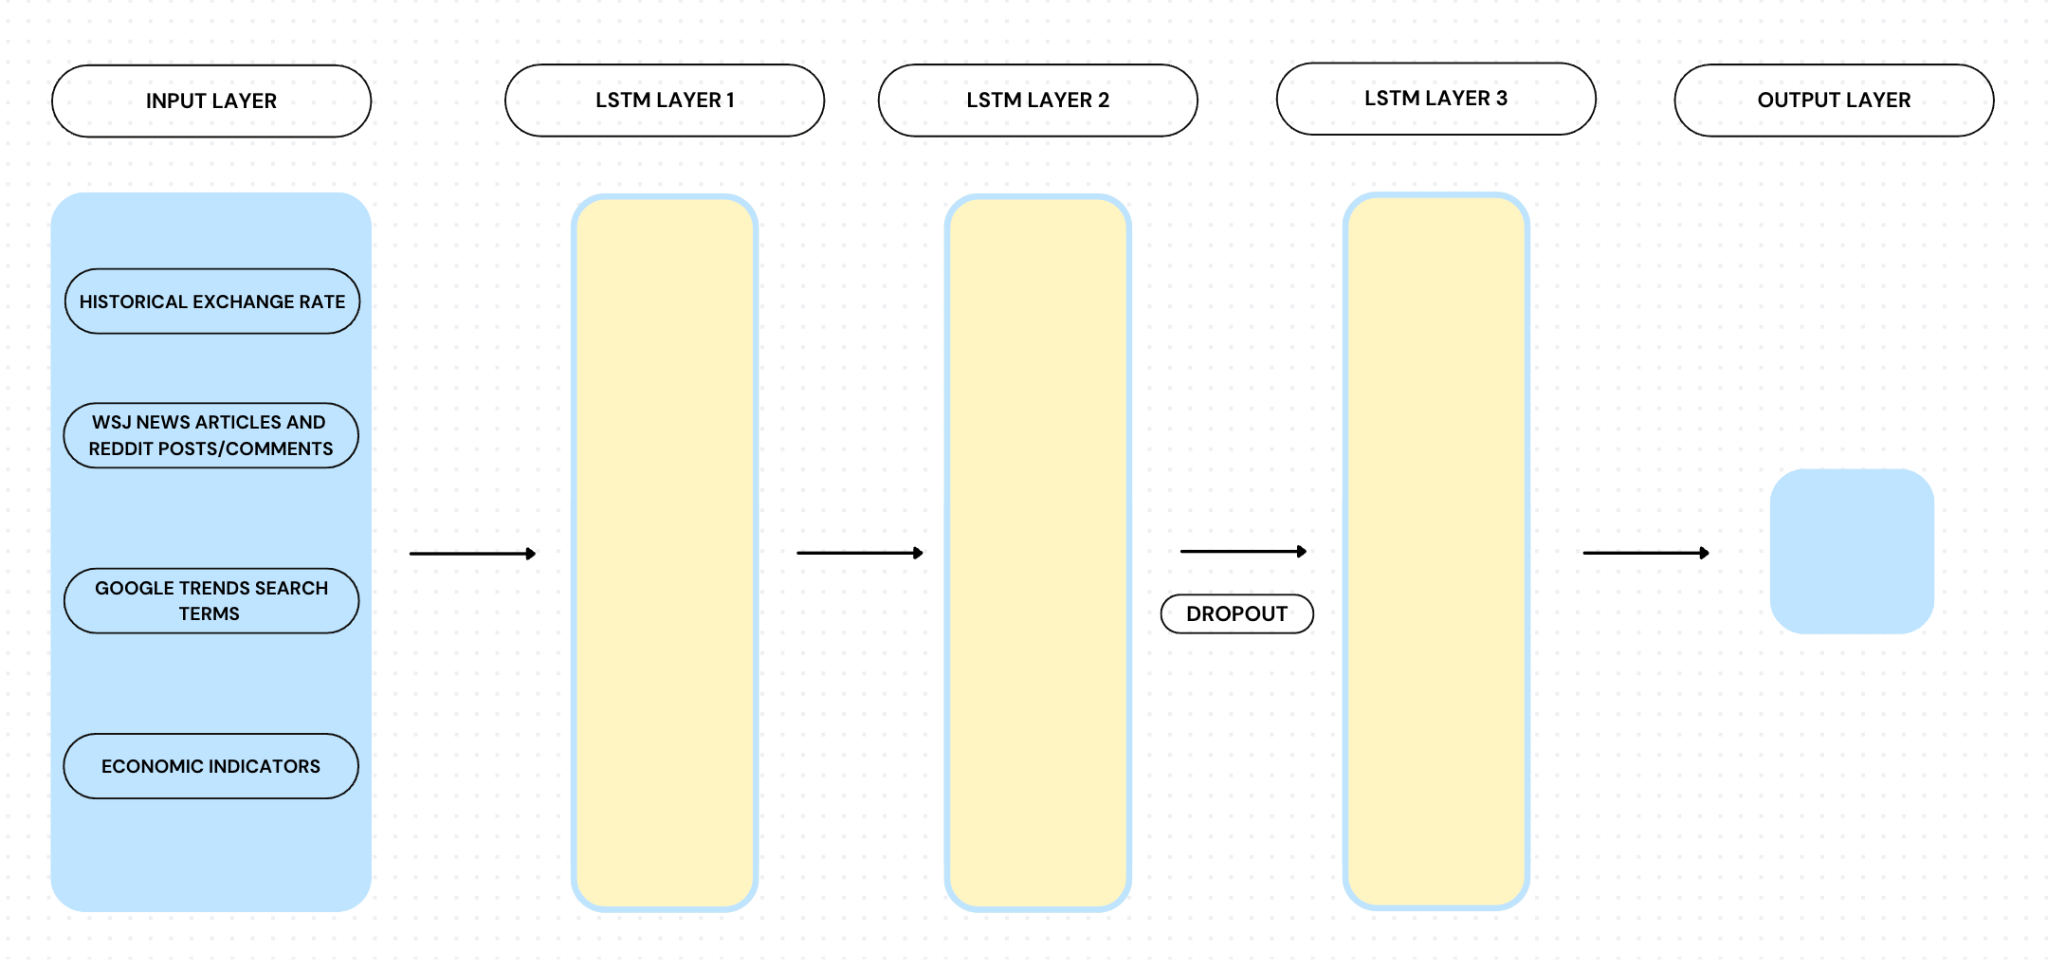 INPUT LAYER
LSTM LAYER 1
LSTM LAYER 2
LSTM LAYER 3
OUTPUT LAYER
HISTORICAL EXCHANGE RATE
WSJ NEWS ARTICLES AND
REDDIT POSTS/COMMENTS
GOOGLE TRENDS SEARCH
TERMS
ECONOMIC INDICATORS
DROPOUT